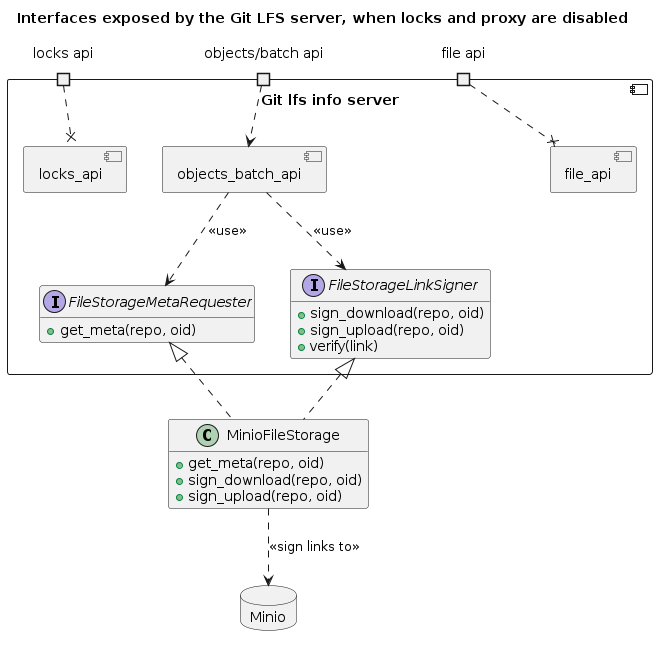 Interfaces exposed by the Git LFS server, when locks and proxy are disabled
locks api
objects/batch api
file api
Git lfs info server
locks_api
objects_batch_api
file_api
«use»
«use»
I FileStorageMetaRequester
get_meta(repo, oid)
I FileStorageLinkSigner
sign_download(repo, oid)
sign_upload(repo, oid)
verify(link)
C MinioFileStorage
get_meta(repo, oid)
sign_download(repo, oid)
sign_upload(repo, oid)
«sign links to»
Minio